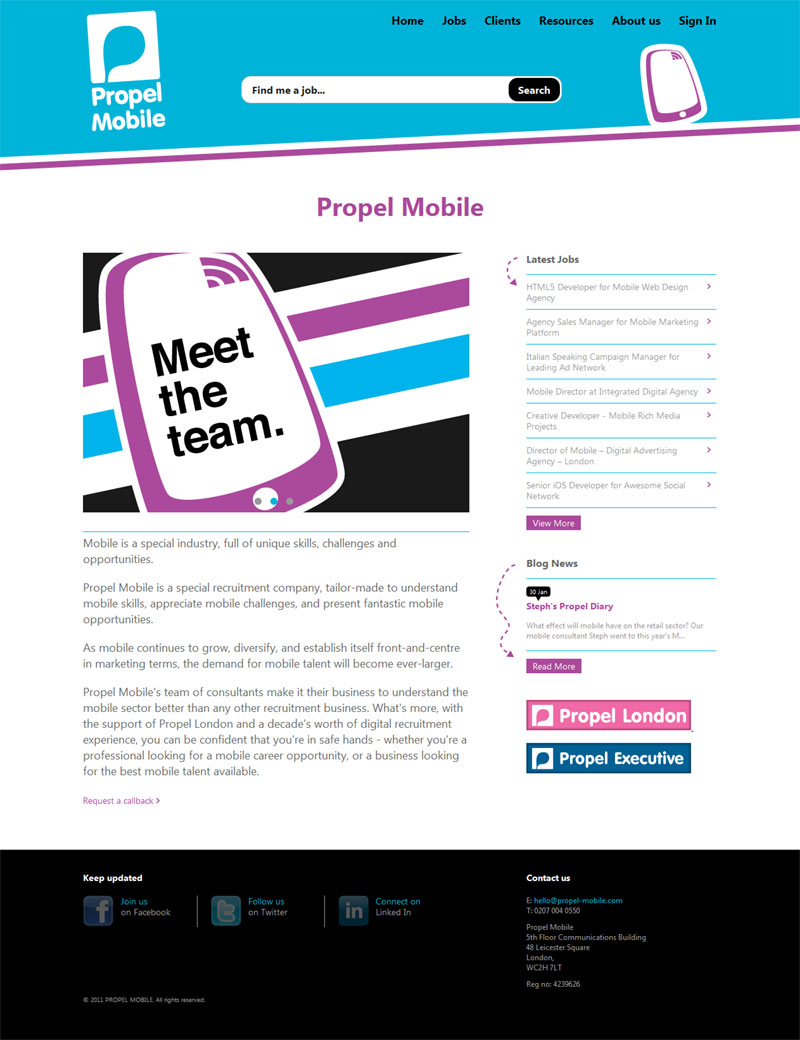 Home Jobs Clients Resources About us Sign In
Propel
Mobile
Find me a job...
Search
Propel Mobile
Meet
the
team.
Mobile is a special industry, full of unique skills, challenges and
opportunities.
Propel Mobile is a special recruitment company, tailor-made to understand
mobile skills, appreciate mobile challenges, and present fantastic mobile
opportunities.
As mobile continues to grow, diversify, and establish itself front-and-centre
in marketing terms, the demand for mobile talent will become ever-larger.
Propel Mobile's team of consultants make it their business to understand the
mobile sector better than any other recruitment business. What's more, with
the support of Propel London and a decade's worth of digital recruitment
experience, you can be confident that you're in safe hands - whether you're a
professional looking for a mobile career opportunity, or a business looking
for the best mobile talent available.
Request a callback >
Latest Jobs
HTML5 Developer for Mobile Web Design
Agency
Agency Sales Manager for Mobile Marketing
Platform
Italian Speaking Campaign Manager for
Leading Ad Network
Mobile Director at Integrated Digital Agency
Creative Developer - Mobile Rich Media
Projects
Director of Mobile – Digital Advertising
Agency – London
Senior iOS Developer for Awesome Social
Network
View More
Blog News
30 Jan
Steph's Propel Diary
What effect will mobile have on the retail sector? Our
mobile consultant Steph went to this year's M...
Read More
Propel London
Propel Executive
Keep updated
Join us
on Facebook
Follow us
on Twitter
Connect on
Linked In
© 2011 PROPEL MOBILE. All rights reserved.
Contact us
E: hello@propel-mobile.com
T: 0207 004 0550
Propel Mobile
5th Floor Communications Building
48 Leicester Square
London,
WC2H 7LT
Reg no: 4239626